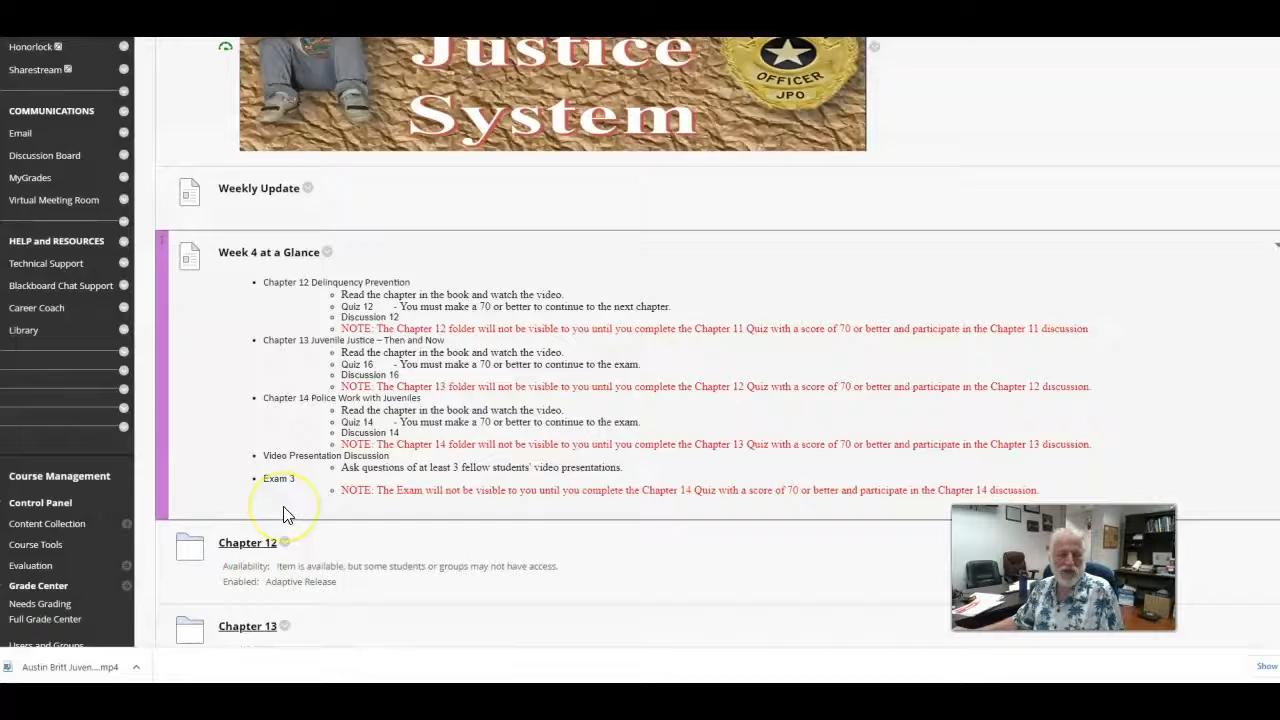 Honorlock
Sharestream
COMMUNICATIONS
Email
Discussion Board
MyGrades
Virtual Meeting Room
HELP and RESOURCES
Technical Support
Blackboard Chat Support
Career Coach
Library
Course Management
Control Panel
Content Collection
Course Tools
Evaluation
Grade Center
Needs Grading
Full Grade Center
Users and Groups
Justice
System
OFFICER
JPO
Weekly Update
Week 4 at a Glance
Chapter 12 Delinquency Prevention
Read the chapter in the book and watch the video.
Quiz 12 - You must make a 70 or better to continue to the next chapter.
Discussion 12
NOTE: The Chapter 12 folder will not be visible to you until you complete the Chapter 11 Quiz with a score of 70 or better and participate in the Chapter 11 discussion
Chapter 13 Juvenile Justice – Then and Now
Read the chapter in the book and watch the video.
Quiz 16 - You must make a 70 or better to continue to the exam.
Discussion 16
NOTE: The Chapter 13 folder will not be visible to you until you complete the Chapter 12 Quiz with a score of 70 or better and participate in the Chapter 12 discussion.
Chapter 14 Police Work with Juveniles
Read the chapter in the book and watch the video.
Quiz 14 - You must make a 70 or better to continue to the exam.
Discussion 14
NOTE: The Chapter 14 folder will not be visible to you until you complete the Chapter 13 Quiz with a score of 70 or better and participate in the Chapter 13 discussion.
Video Presentation Discussion
Ask questions of at least 3 fellow students' video presentations.
Exam 3
NOTE: The Exam will not be visible to you until you complete the Chapter 14 Quiz with a score of 70 or better and participate in the Chapter 14 discussion.
Chapter 12
Availability: Item is available, but some students or groups may not have access.
Enabled: Adaptive Release
Chapter 13
Austin Britt Juven....mp4
Show